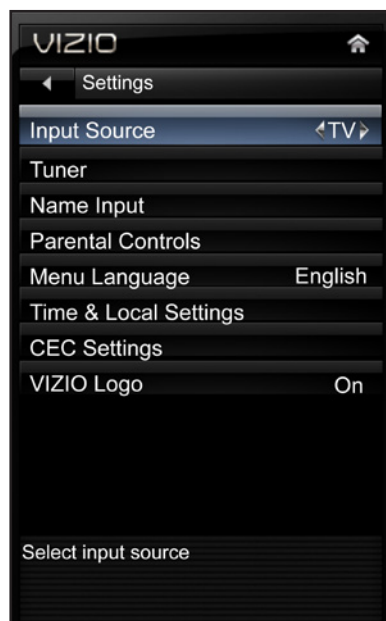 VIZIO
Settings
Input Source TV
Tuner
Name Input
Parental Controls
Menu Language English
Time & Local Settings
CEC Settings
VIZIO Logo On
Select input source